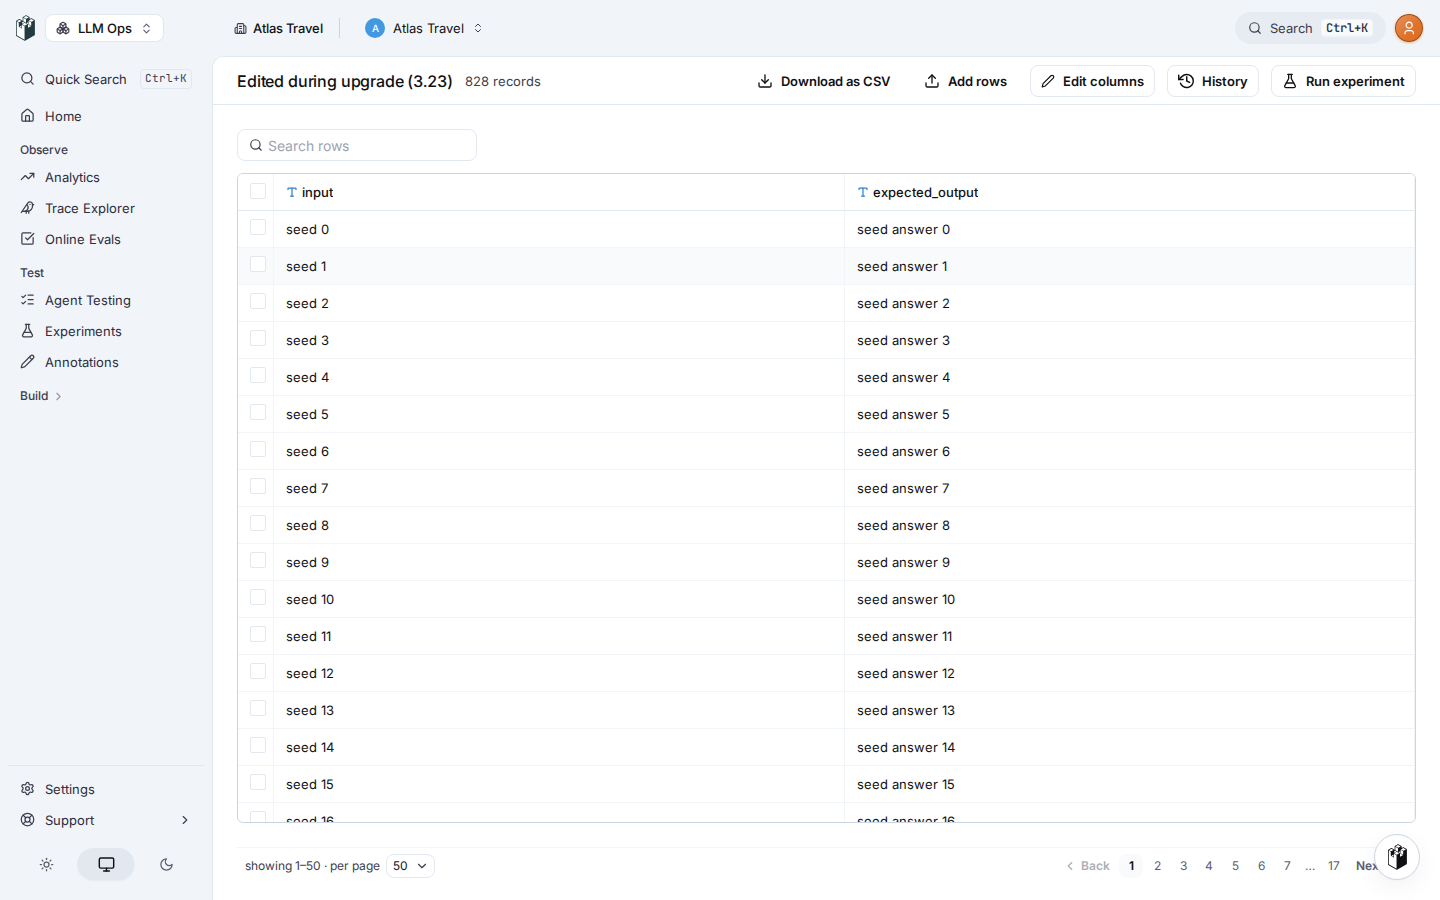 LLM Ops
Atlas Travel
A Atlas Travel
Search Ctrl+K
Quick Search Ctrl+K
Home
Observe
Analytics
Trace Explorer
Online Evals
Test
Agent Testing
Experiments
Annotations
Build
Settings
Support
Edited during upgrade (3.23) 828 records
Download as CSV
Add rows
Edit columns
History
Run experiment
Search rows
input expected_output
seed 0 seed answer 0
seed 1 seed answer 1
seed 2 seed answer 2
seed 3 seed answer 3
seed 4 seed answer 4
seed 5 seed answer 5
seed 6 seed answer 6
seed 7 seed answer 7
seed 8 seed answer 8
seed 9 seed answer 9
seed 10 seed answer 10
seed 11 seed answer 11
seed 12 seed answer 12
seed 13 seed answer 13
seed 14 seed answer 14
seed 15 seed answer 15
seed 16 seed answer 16
showing 1–50 · per page 50
Back 1 2 3 4 5 6 7 ... 17